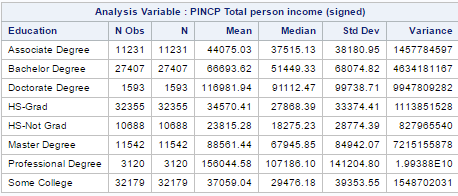 Analysis Variable : PINCP Total person income (signed)
Education N Obs N Mean Median Std Dev Variance
Associate Degree 11231 11231 44075.03 37515.13 38180.95 1457784597
Bachelor Degree 27407 27407 66693.62 51449.33 68074.82 4634181167
Doctorate Degree 1593 1593 116981.94 91112.47 99738.71 9947809282
HS-Grad 32355 32355 34570.41 27868.39 33374.41 1113851528
HS-Not Grad 10688 10688 23815.28 18275.23 28774.39 827965540
Master Degree 11542 11542 88561.44 67945.85 84942.07 7215155878
Professional Degree 3120 3120 156044.58 107186.10 141204.80 1.99388E10
Some College 32179 32179 37059.04 29476.18 39353.55 1548702031